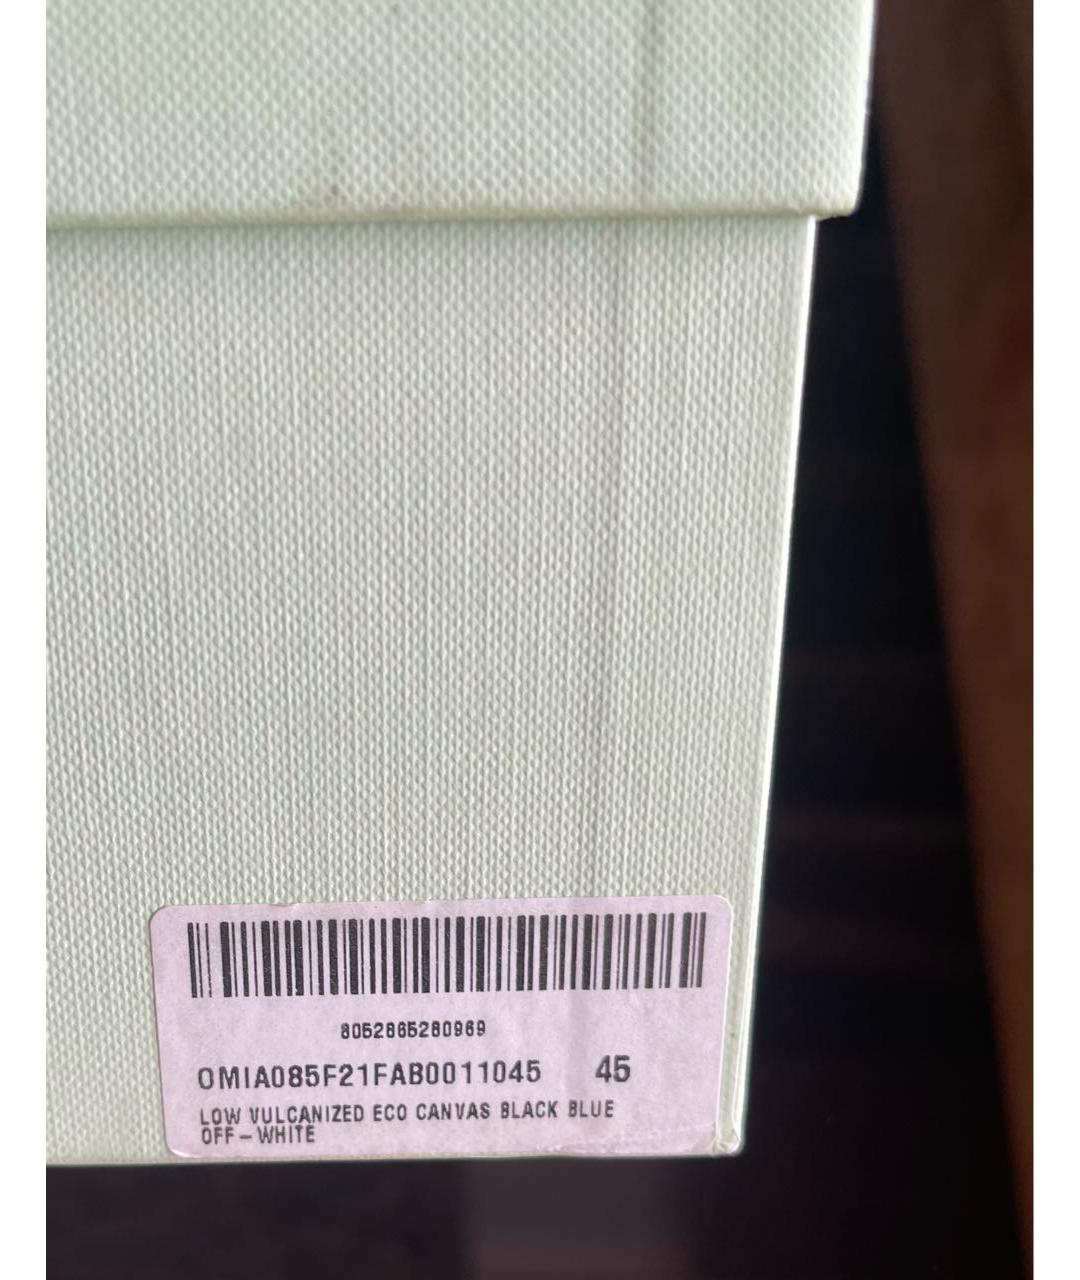 8052865280969
OMIA085F21FAB0011045 45
LOW VULCANIZED ECO CANVAS BLACK BLUE
OFF-WHITE